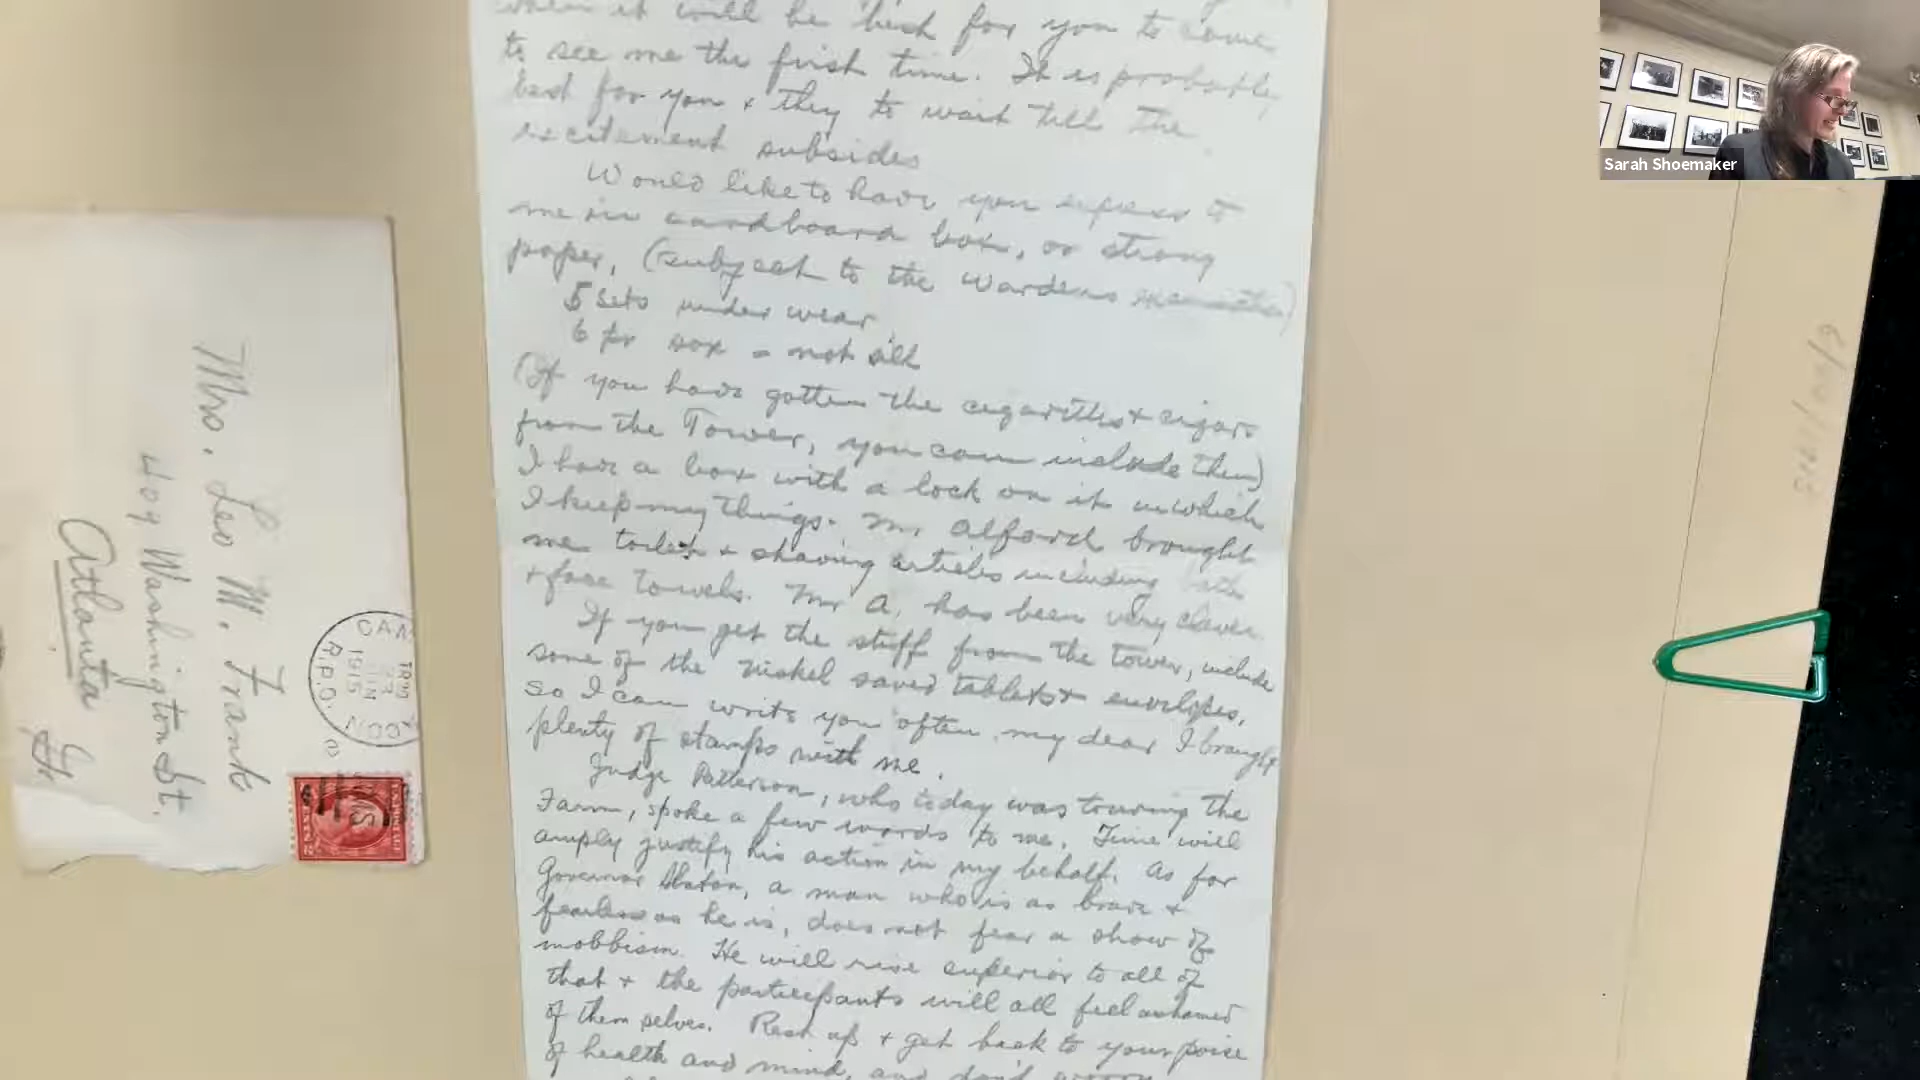 when it will be best for you to come
to see me the first time. It is probably
best for you & they to wait till the
excitement subsides
Would like to have you express to
me in cardboard box, or strong
paper, (subject to the Wardens
5 sets under wear
6 pr sox - not silk
(If you have gotten the cigarettes & cigars
from the Tower, you can include them)
I have a box with a lock on it in which
I keep my things. Mr Alford brought
me toilet & shaving articles including
& face towels. Mr A. has been very clever.
If you get the stuff from the tower, include
some of the nickel tablets & envelopes,
so I can write you often, my dear I brought
plenty of stamps with me.
Judge Patterson, who today was touring the
Farm, spoke a few words to me. Time will
amply justify his action in my behalf. As for
Governor Slaton, a man who is as brave &
fearless as he is, does not fear a show of
mobbism. He will rise superior to all of
that & the participants will all feel ashamed
of them selves. Rest up & get back to your poise
of health and mind, and don't worry
Mrs. Leo M. Frank
409 Washington St.
Atlanta
Ga
1915
R.P.O.
Sarah Shoemaker